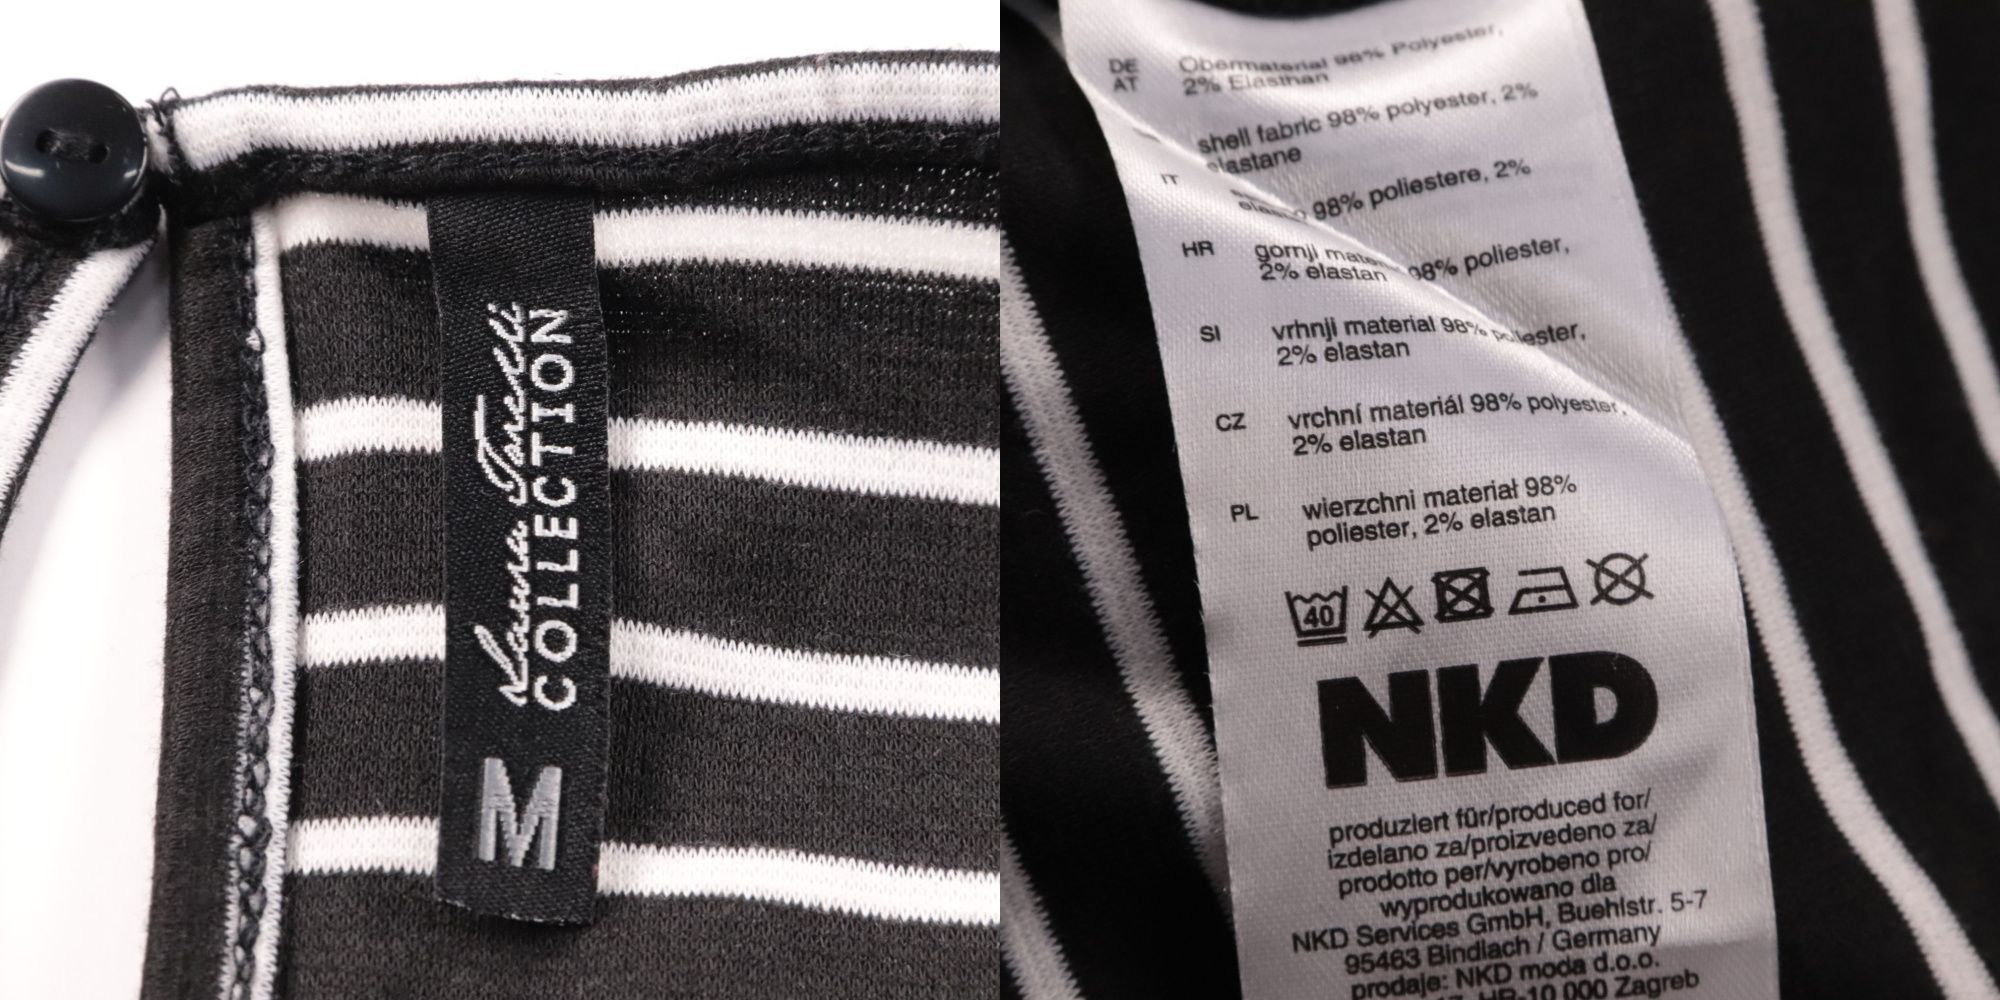 Laura Torelli
COLLECTION
M
DE
AT
Obermaterial 98% Polyester,
2% Elasthan
shell fabric 98% polyester, 2%
elastane
IT
98% poliestere, 2%
HR
gornji 98% poliester,
2% elastan
SI
vrhnji material 98% poliester,
2% elastan
CZ
vrchní materiál 98% polyester,
2% elastan
PL
wierzchni materiał 98%
poliester, 2% elastan
40
NKD
produziert für/produced for/
izdelano za/proizvedeno za/
prodotto per/vyrobeno pro/
wyprodukowano dla
NKD Services GmbH, Buehlstr. 5-7
95463 Bindlach / Germany
prodaje: NKD moda d.o.o.
HR-10 000 Zagreb